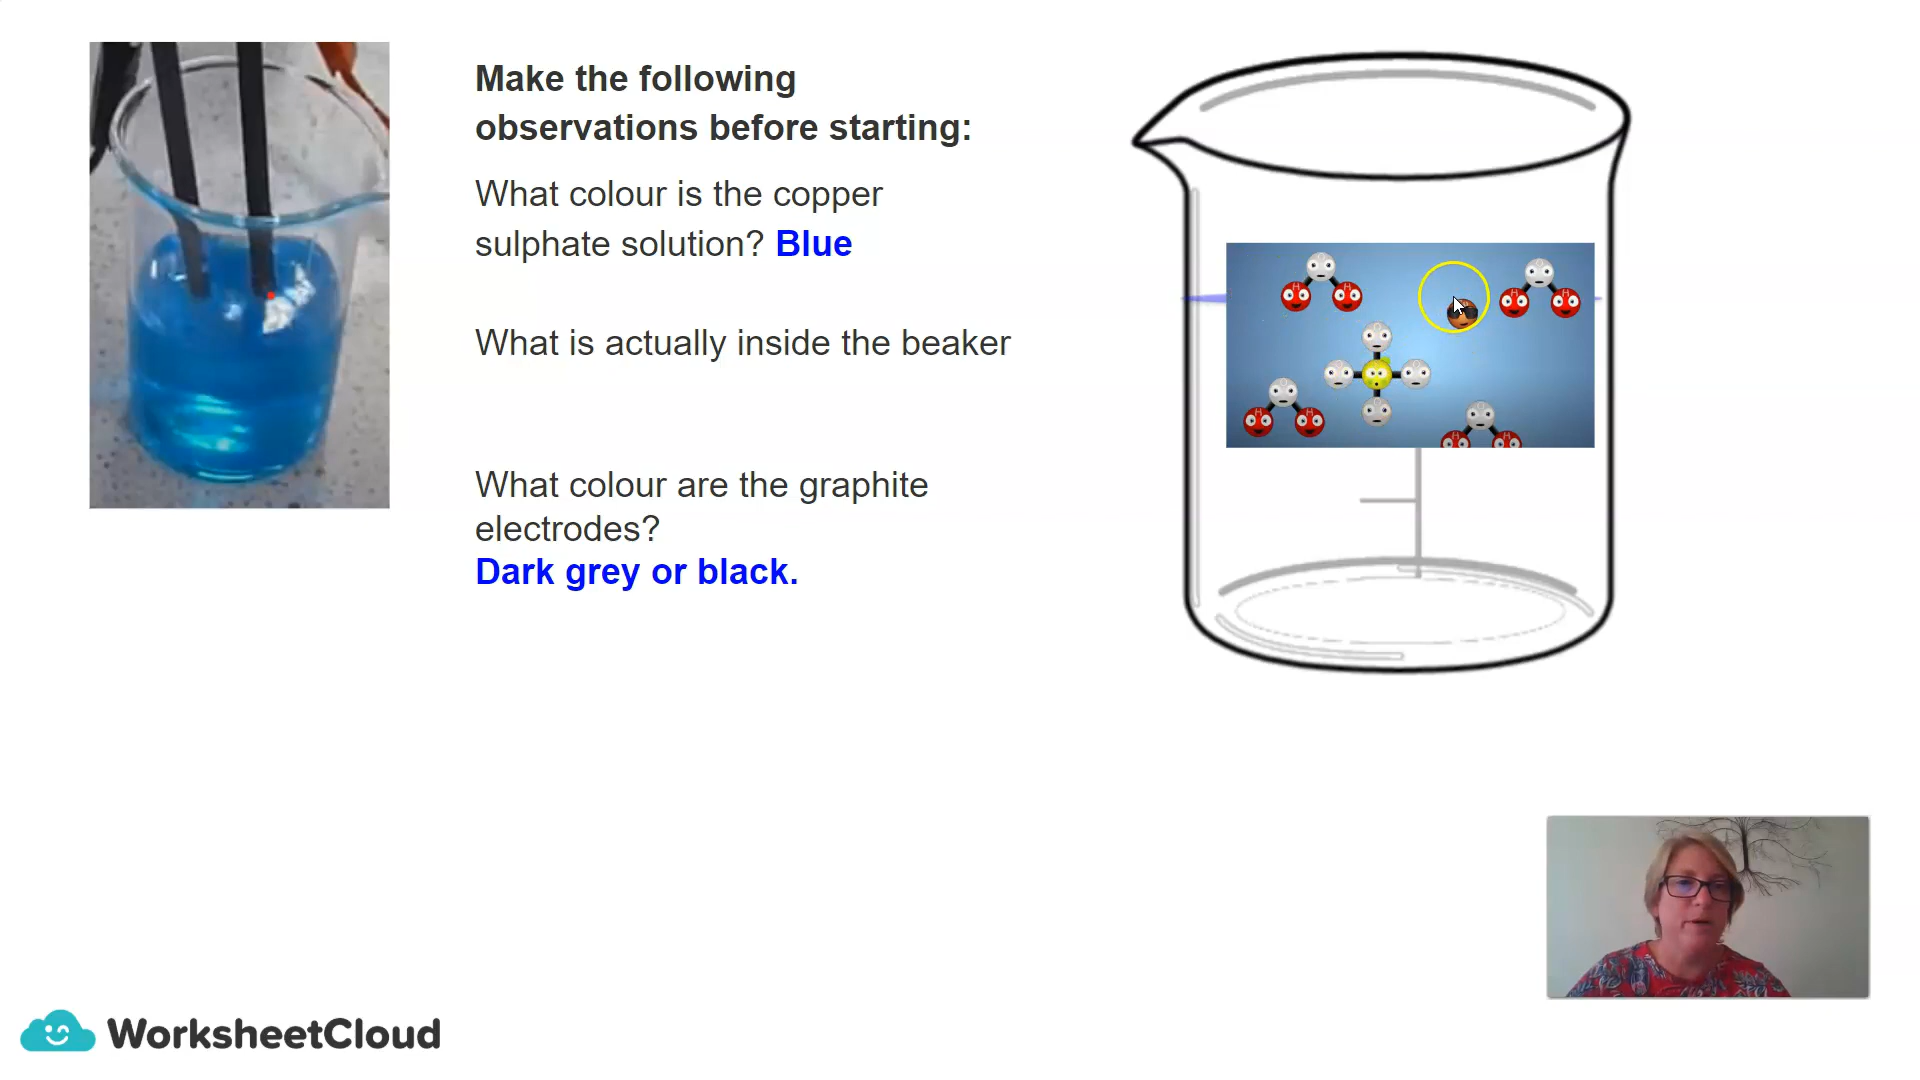 Make the following
observations before starting:
What colour is the copper
sulphate solution? Blue
What is actually inside the beaker
What colour are the graphite
electrodes?
Dark grey or black.
WorksheetCloud